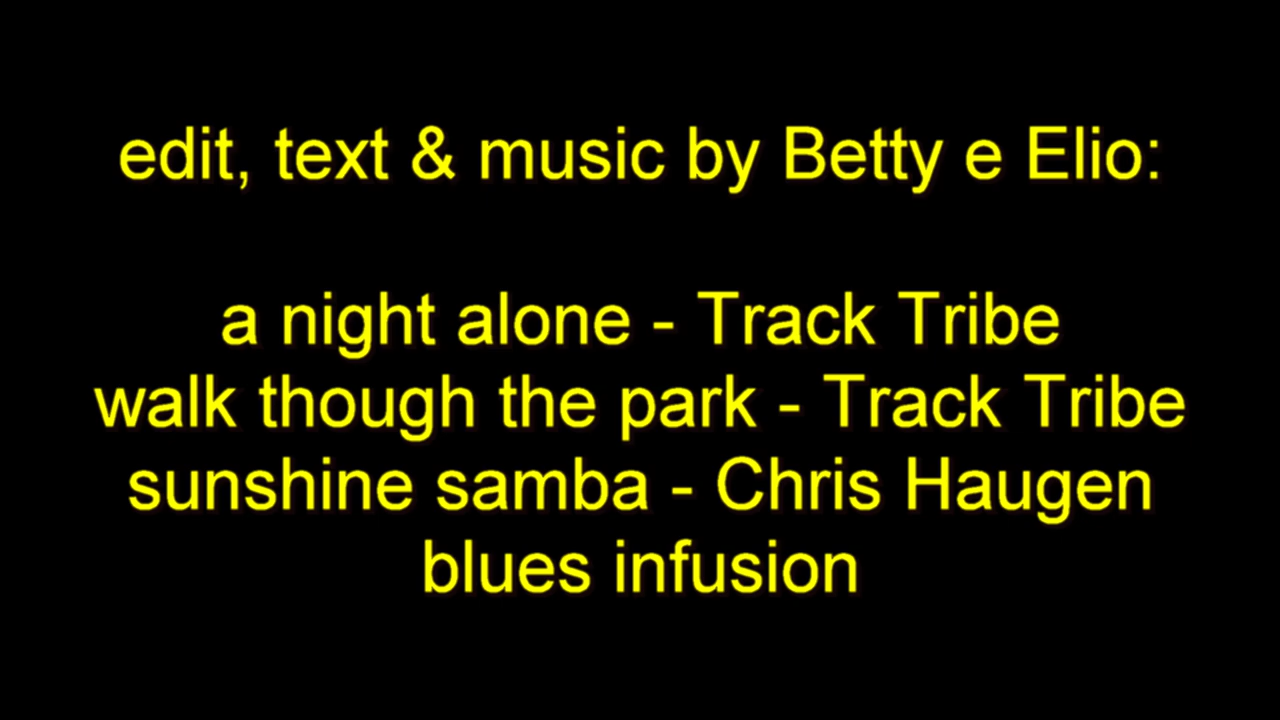 edit, text & music by Betty e Elio:
a night alone - Track Tribe
walk though the park - Track Tribe
sunshine samba - Chris Haugen
blues infusion